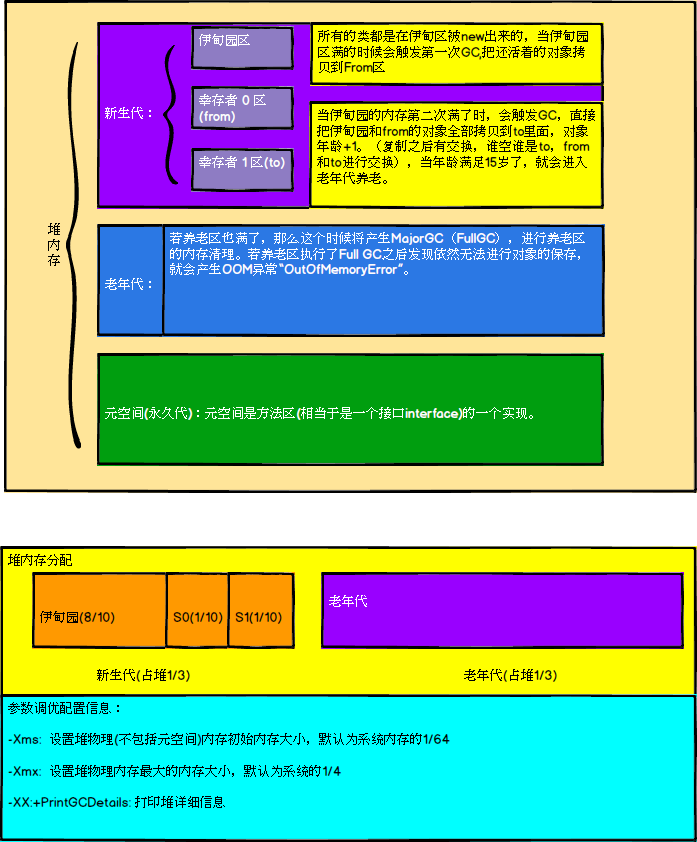 堆
内
存
新生代：
伊甸园区
幸存者 0 区
(from)
幸存者 1 区(to)
所有的类都是在伊甸区被new出来的，当伊甸园
区满的时候会触发第一次GC,把还活着的对象拷
贝到From区
当伊甸园的内存第二次满了时，会触发GC，直接
把伊甸园和from的对象全部拷贝到to里面，对象
年龄+1。（复制之后有交换，谁空谁是to，from
和to进行交换），当年龄满足15岁了，就会进入
老年代养老。
老年代：
若养老区也满了，那么这个时候将产生MajorGC（FullGC），进行养老区
的内存清理。若养老区执行了Full GC之后发现依然无法进行对象的保存，
就会产生OOM异常“OutOfMemoryError”。
元空间(永久代)：元空间是方法区(相当于是一个接口interface)的一个实现。
堆内存分配
伊甸园(8/10)
S0(1/10)
S1(1/10)
老年代
新生代(占堆1/3)
老年代(占堆1/3)
参数调优配置信息：
-Xms: 设置堆物理(不包括元空间)内存初始内存大小，默认为系统内存的1/64
-Xmx: 设置堆物理内存最大的内存大小，默认为系统的1/4
-XX:+PrintGCDetails: 打印堆详细信息